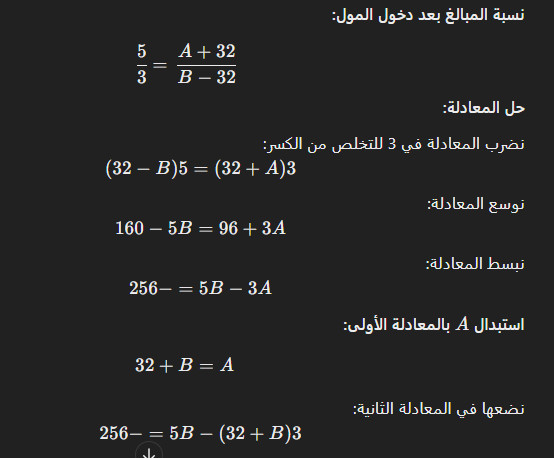 نسبة المبالغ بعد دخول المول:
5/3 = (A + 32)/(B − 32)
حل المعادلة:
نضرب المعادلة في 3 للتخلص من الكسر:
(32 − B)5 = (32 + A)3
نوسع المعادلة:
160 − 5B = 96 + 3A
نبسط المعادلة:
256− = 5B − 3A
استبدال A بالمعادلة الأولى:
32 + B = A
نضعها في المعادلة الثانية:
256− = 5B − (32 + B)3